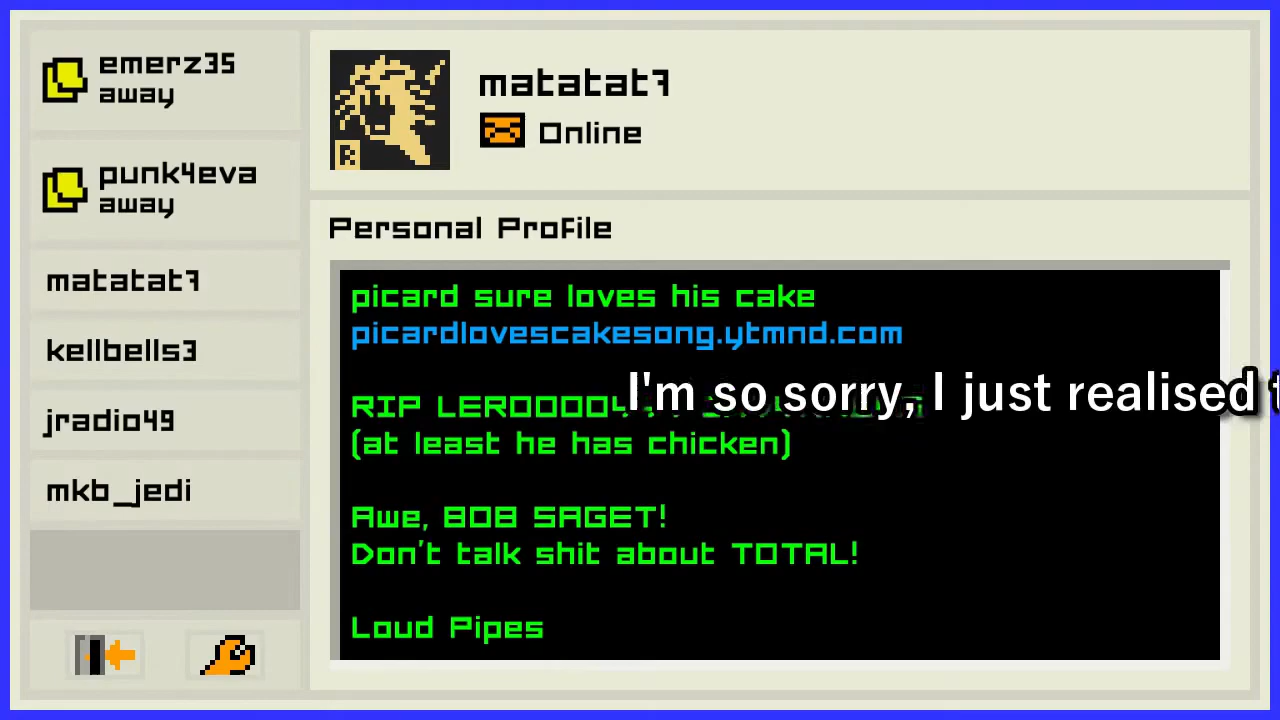 emerz35
away
punk4eva
away
matatat7
kellbells3
jradio49
mkb_jedi
matatat7
Online
Personal Profile
picard sure loves his cake
picardlovescakesong.ytmnd.com
RIP
(at least he has chicken)
Awe, BOB SAGET!
Don't talk shit about TOTAL!
Loud Pipes
I'm so sorry, I just realised